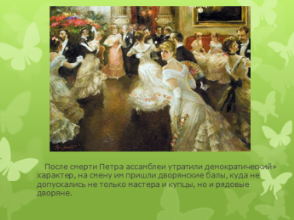 После смерти Петра ассамблеи утратили демократический»
характер, на смену им пришли дворянские балы, куда не
допускались не только мастера и купцы, но и рядовые
дворяне.